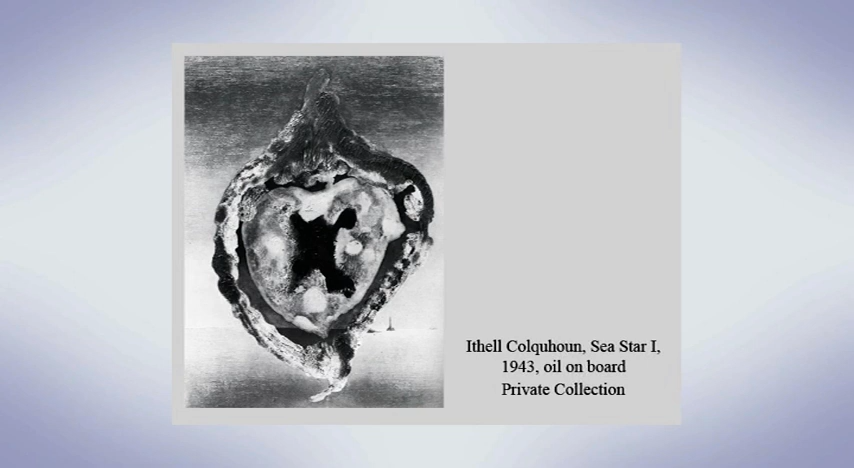 Ithell Colquhoun, Sea Star I,
1943, oil on board
Private Collection